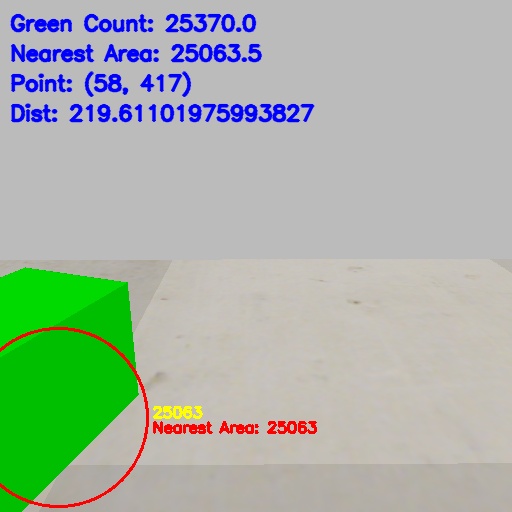 Green Count: 25370.0
Nearest Area: 25063.5
Point: (58, 417)
Dist: 219.61101975993827
25063
Nearest Area: 25063